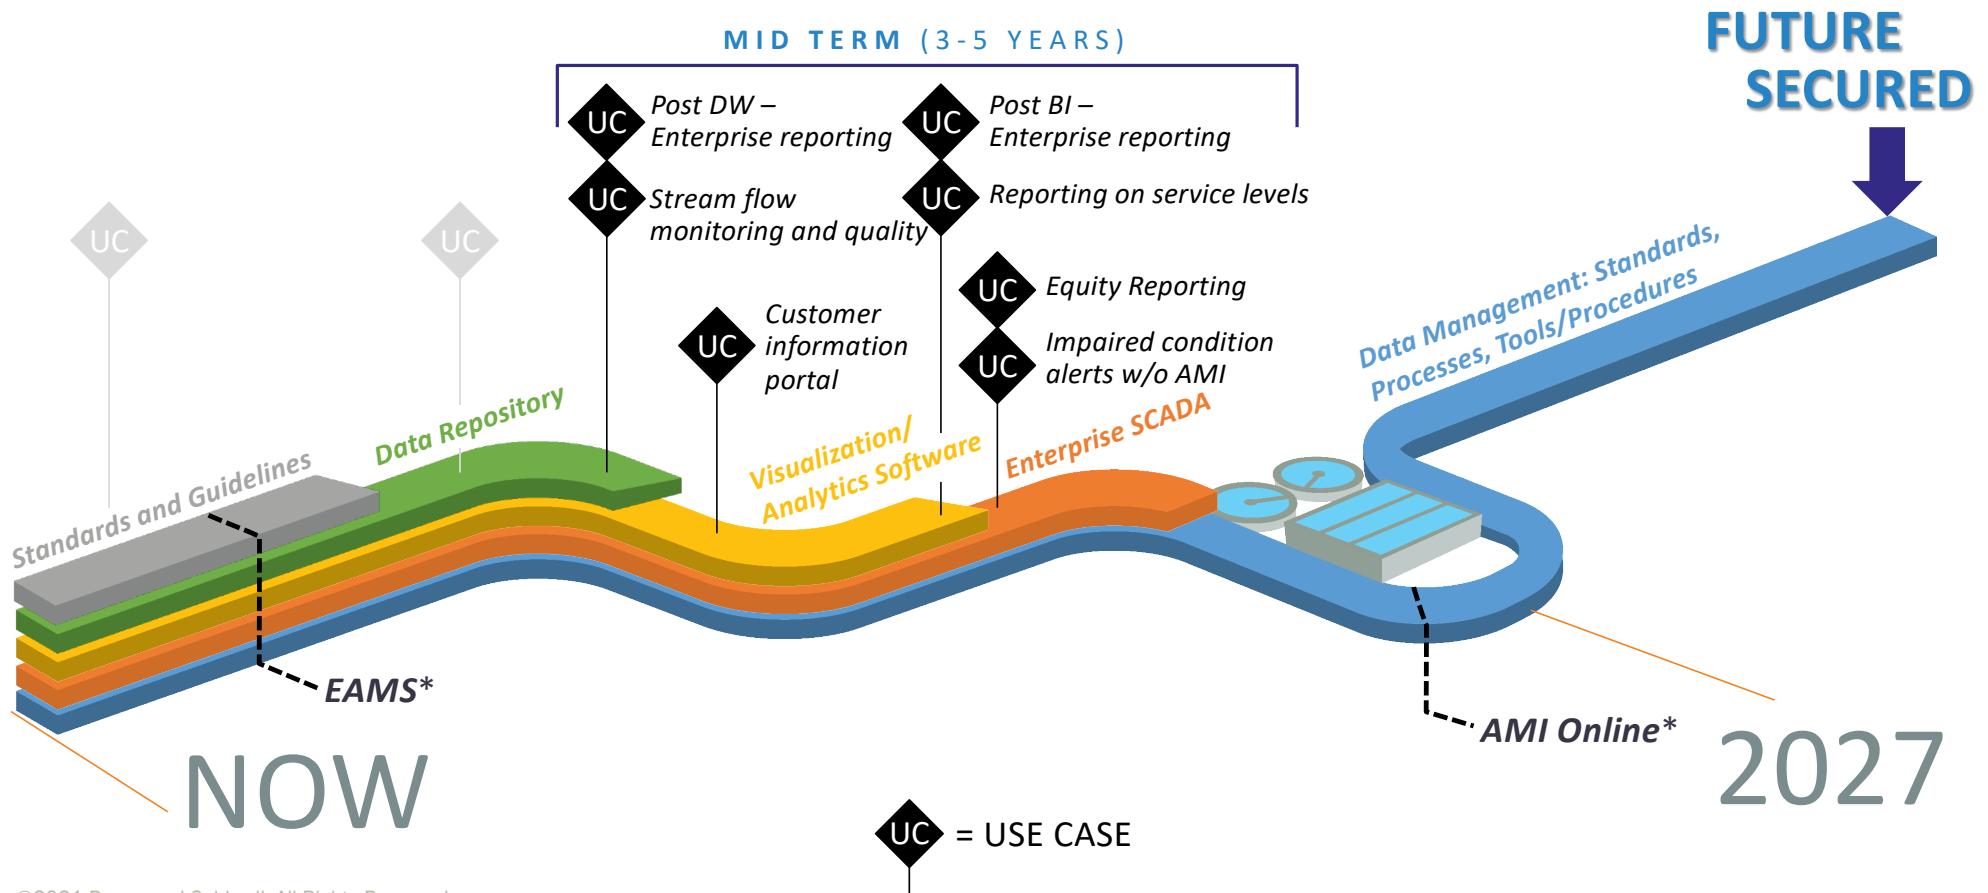 MID TERM (3-5 YEARS)
FUTURE
SECURED
UC
Post DW –
Enterprise reporting
UC
Stream flow
monitoring and quality
UC
Post BI –
Enterprise reporting
UC
Reporting on service levels
UC
UC
UC
Customer
information
portal
UC
Equity Reporting
UC
Impaired condition
alerts w/o AMI
Standards and Guidelines
Data Repository
Visualization/
Analytics Software
Enterprise SCADA
Data Management: Standards,
Processes, Tools/Procedures
EAMS*
AMI Online*
NOW
2027
UC = USE CASE